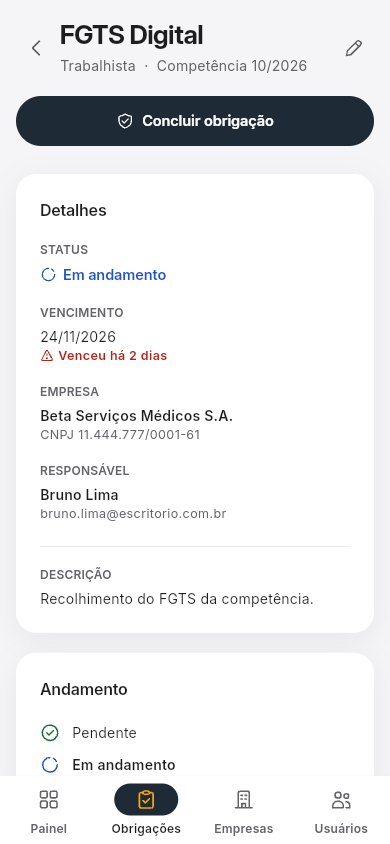 FGTS Digital
Trabalhista · Competência 10/2026
Concluir obrigação
Detalhes
STATUS
Em andamento
VENCIMENTO
24/11/2026
Venceu há 2 dias
EMPRESA
Beta Serviços Médicos S.A.
CNPJ 11.444.777/0001-61
RESPONSÁVEL
Bruno Lima
bruno.lima@escritorio.com.br
DESCRIÇÃO
Recolhimento do FGTS da competência.
Andamento
Pendente
Em andamento
Painel
Obrigações
Empresas
Usuários